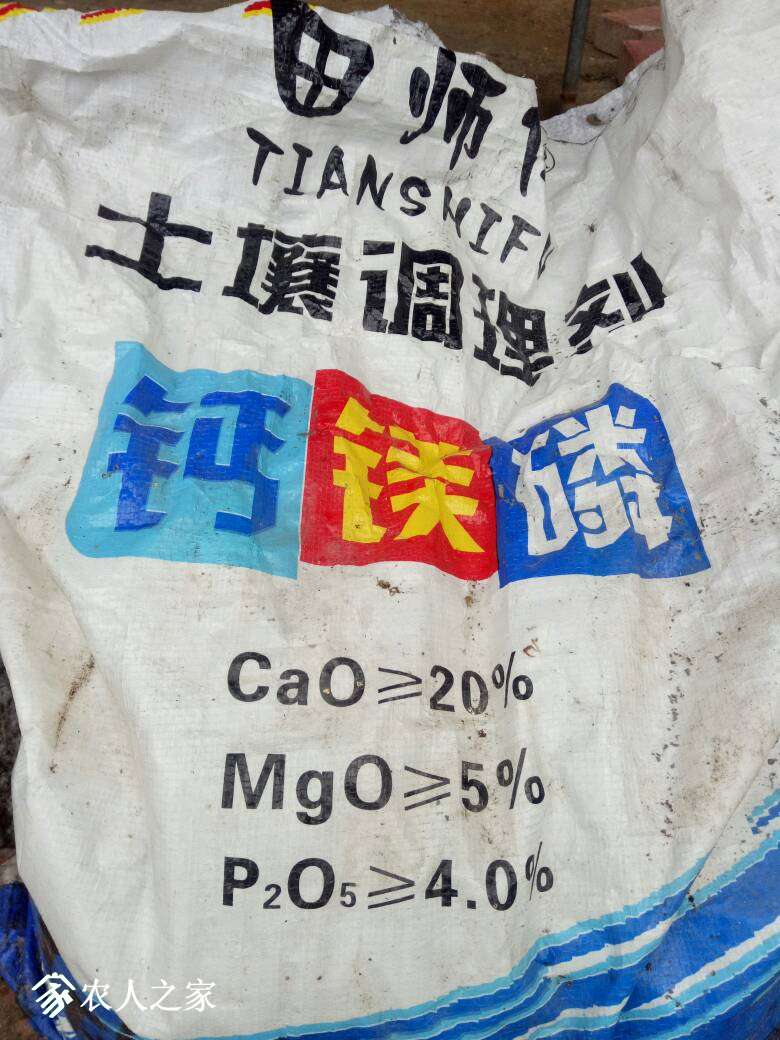 田师
TIANSHIFU
土壤调理剂
钙镁磷
CaO≥20%
MgO≥5%
P₂O₅≥4.0%
农人之家